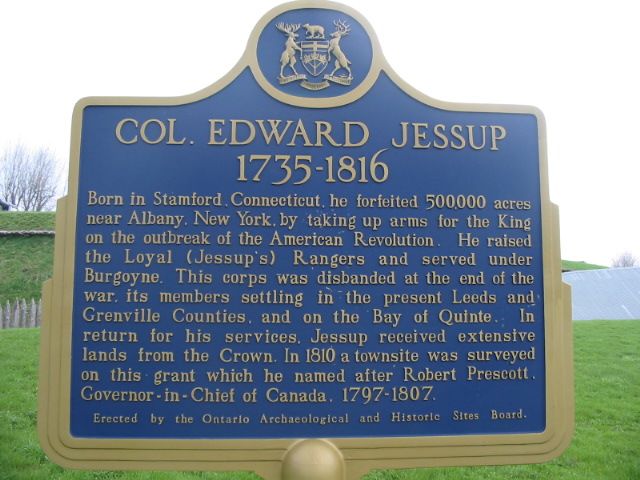 COL. EDWARD JESSUP
1735-1816
Born in Stamford, Connecticut, he forfeited 500,000 acres
near Albany, New York, by taking up arms for the King
on the outbreak of the American Revolution. He raised
the Loyal (Jessup's) Rangers and served under
Burgoyne. This corps was disbanded at the end of the
war, its members settling in the present Leeds and
Grenville Counties, and on the Bay of Quinte. In
return for his services, Jessup received extensive
lands from the Crown. In 1810 a townsite was surveyed
on this grant which he named after Robert Prescott,
Governor-in-Chief of Canada, 1797-1807.
Erected by the Ontario Archaeological and Historic Sites Board.